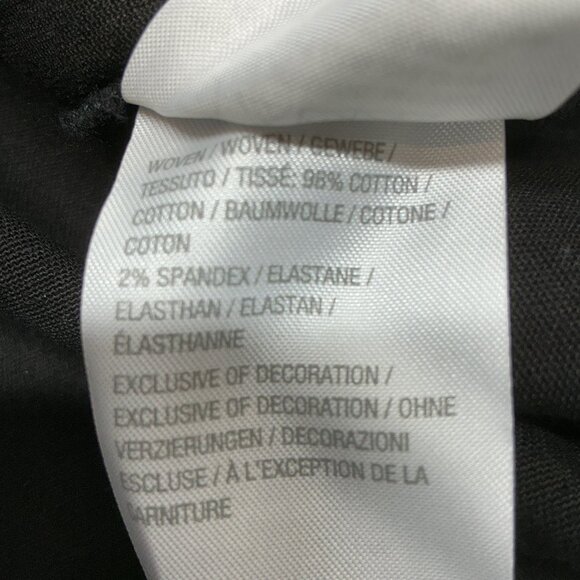 WOVEN / WOVEN / GEWEBE /
TESSUTO / TISSÉ: 98% COTTON /
COTTON / BAUMWOLLE / COTONE /
COTON
2% SPANDEX / ELASTANE /
ELASTHAN / ELASTAN /
ÉLASTHANNE
EXCLUSIVE OF DECORATION /
EXCLUSIVE OF DECORATION / OHNE
VERZIERUNGEN / DECORAZIONI
ESCLUSE / À L'EXCEPTION DE LA
GARNITURE